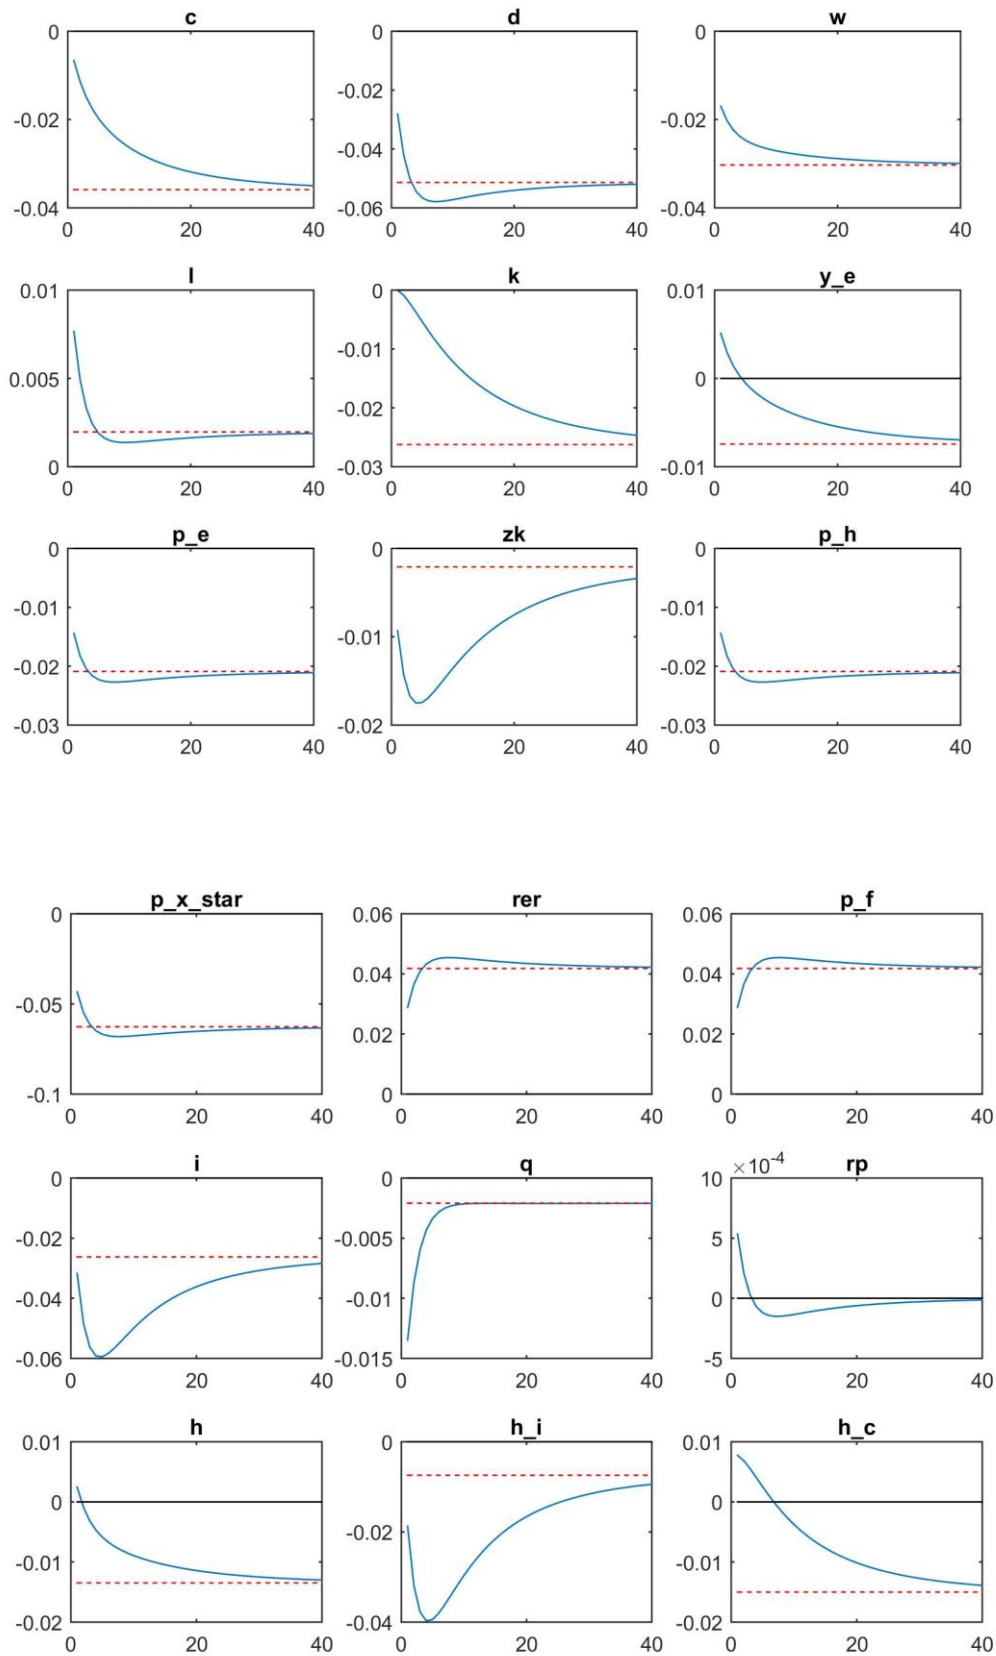 c d w
0 0 0
-0.02 -0.02 -0.02
-0.04
-0.04 -0.06 -0.04
0 20 40 0 20 40 0 20 40
l k y_e
0.01 0 0.01
-0.01
0.005 0
-0.02
0 -0.03 -0.01
0 20 40 0 20 40 0 20 40
p_e zk p_h
0 0 0
-0.01 -0.01 -0.01
-0.02 -0.02
-0.03 -0.02 -0.03
0 20 40 0 20 40 0 20 40
p_x_star rer p_f
0 0.06 0.06
0.04 0.04
-0.05
0.02 0.02
-0.1 0 0
0 20 40 0 20 40 0 20 40
i q rp
×10-4
0 0 10
-0.02 -0.005 5
-0.04 -0.01 0
-0.06 -0.015 -5
0 20 40 0 20 40 0 20 40
h h_i h_c
0.01 0 0.01
0 0
-0.02
-0.01 -0.01
-0.02 -0.04 -0.02
0 20 40 0 20 40 0 20 40